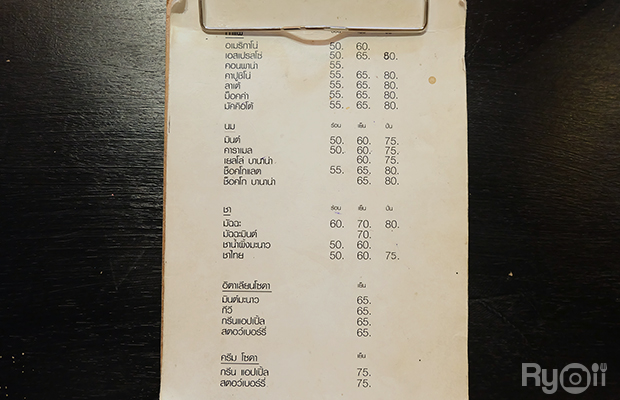 กาแฟ
อเมริกาโน่ 50. 60.
เอสเปรสโซ่ 50. 65. 80.
คอนพาน่า 55.
คาปูชิโน่ 55. 65. 80.
ลาเต้ 55. 65. 80.
ม็อคค่า 55. 65. 80.
มัคคิอโต้ 55. 65. 80.
นม ร้อน เย็น ปั่น
มินต์ 50. 60. 75.
คาราเมล 50. 60. 75.
เยลโล่ บานาน่า 60. 75.
ช็อคโกแลต 55. 65. 80.
ช็อคโก บานาน่า 65. 80.
ชา ร้อน เย็น ปั่น
มัฉฉะ 60. 70. 80.
มัฉฉะมินต์ 70.
ชาน้ำผึ้งมะนาว 50. 60.
ชาไทย 50. 60. 75.
อิตาเลียนโซดา เย็น
มินต์มะนาว 65.
กีวี 65.
กรีนแอปเปิ้ล 65.
สตอว์เบอร์รี่ 65.
ครีม โซดา เย็น
กรีน แอปเปิ้ล 75.
สตอว์เบอร์รี่ 75.
Ryoii